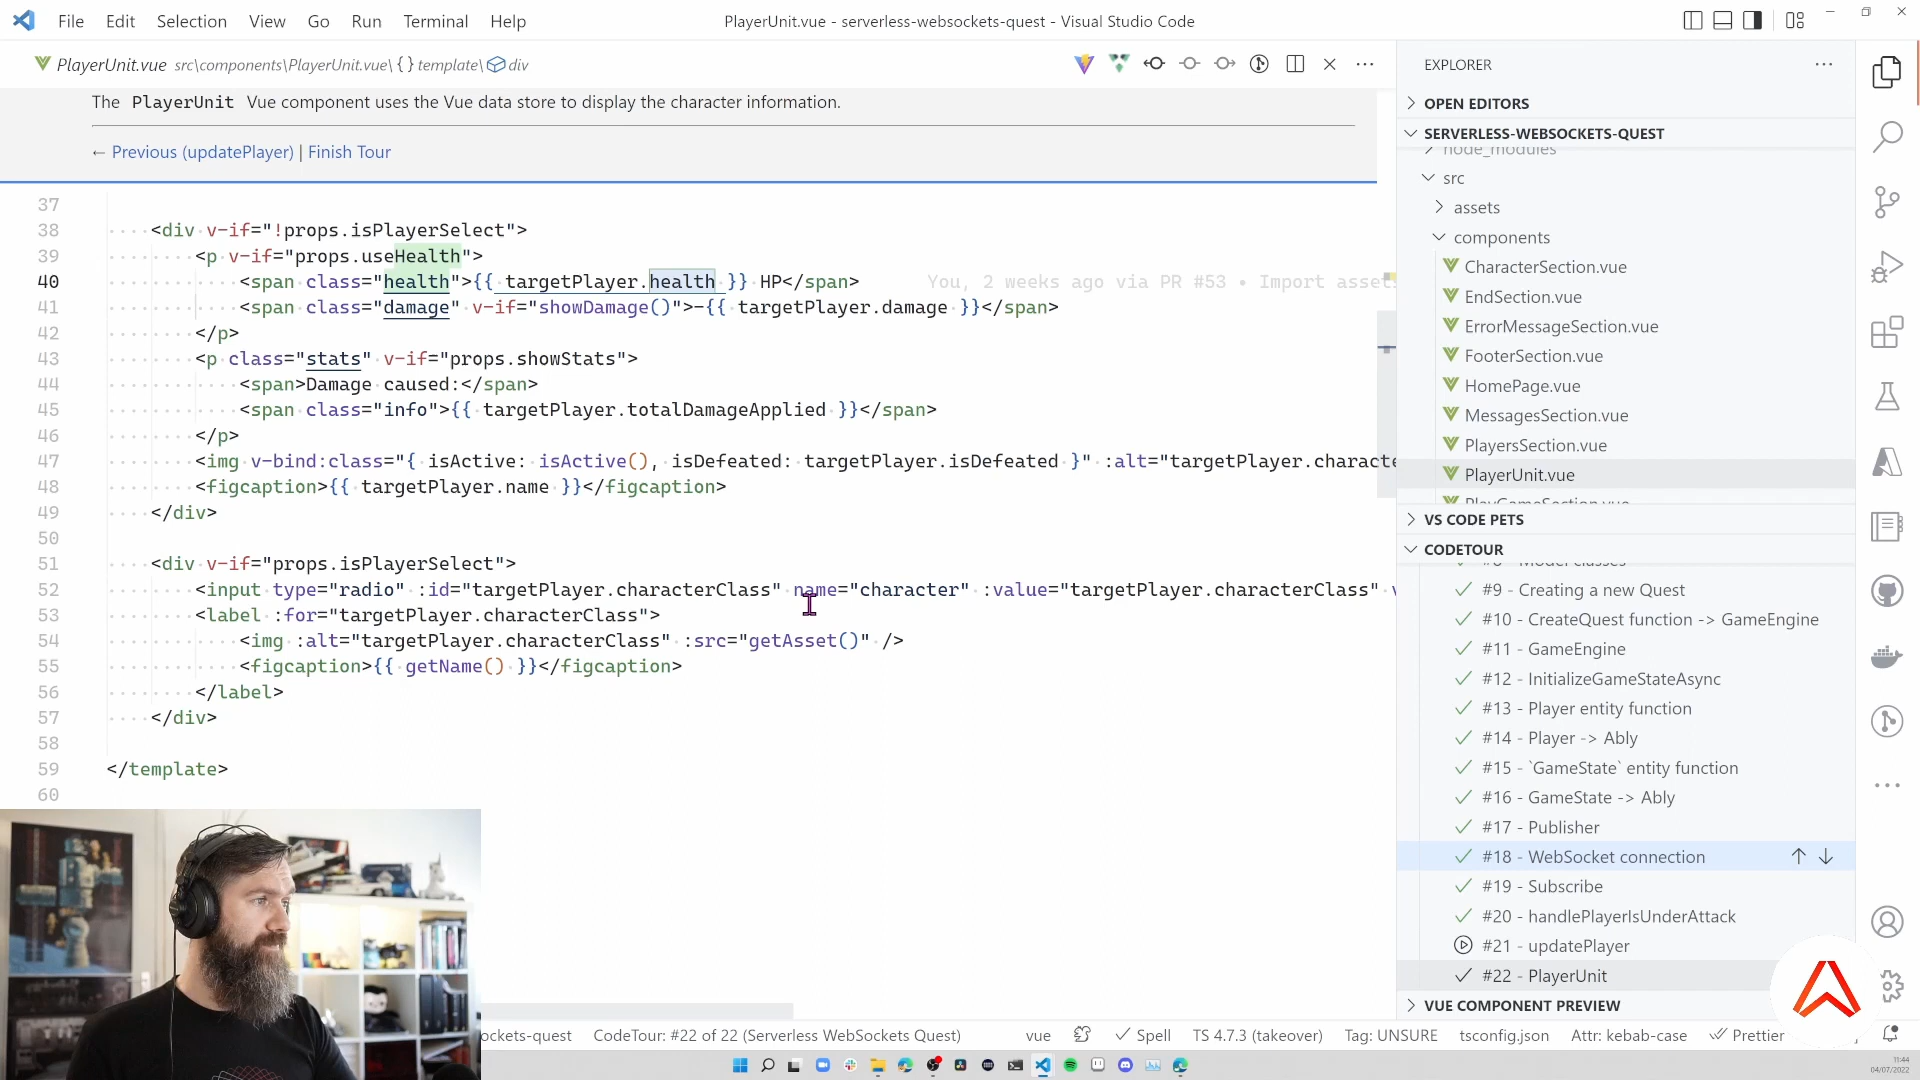 File Edit Selection View Go Run Terminal Help
PlayerUnit.vue - serverless-websockets-quest - Visual Studio Code
PlayerUnit.vue src\components\PlayerUnit.vue\ {} template\ div
The PlayerUnit Vue component uses the Vue data store to display the character information.
← Previous (updatePlayer) | Finish Tour
37
38 <div v-if="!props.isPlayerSelect">
39 <p v-if="props.useHealth">
40 <span class="health">{{ targetPlayer.health }} HP</span> You, 2 weeks ago via PR #53 • Import assets
41 <span class="damage" v-if="showDamage()">-{{ targetPlayer.damage }}</span>
42 </p>
43 <p class="stats" v-if="props.showStats">
44 <span>Damage caused:</span>
45 <span class="info">{{ targetPlayer.totalDamageApplied }}</span>
46 </p>
47 <img v-bind:class="{ isActive: isActive(), isDefeated: targetPlayer.isDefeated }" :alt="targetPlayer.characte
48 <figcaption>{{ targetPlayer.name }}</figcaption>
49 </div>
50
51 <div v-if="props.isPlayerSelect">
52 <input type="radio" :id="targetPlayer.characterClass" name="character" :value="targetPlayer.characterClass" v
53 <label :for="targetPlayer.characterClass">
54 <img :alt="targetPlayer.characterClass" :src="getAsset()" />
55 <figcaption>{{ getName() }}</figcaption>
56 </label>
57 </div>
58
59 </template>
60
EXPLORER
OPEN EDITORS
SERVERLESS-WEBSOCKETS-QUEST
node_modules
src
assets
components
CharacterSection.vue
EndSection.vue
ErrorMessageSection.vue
FooterSection.vue
HomePage.vue
MessagesSection.vue
PlayersSection.vue
PlayerUnit.vue
PlayGameSection.vue
VS CODE PETS
CODETOUR
#8 - Model classes
#9 - Creating a new Quest
#10 - CreateQuest function -> GameEngine
#11 - GameEngine
#12 - InitializeGameStateAsync
#13 - Player entity function
#14 - Player -> Ably
#15 - `GameState` entity function
#16 - GameState -> Ably
#17 - Publisher
#18 - WebSocket connection
#19 - Subscribe
#20 - handlePlayerIsUnderAttack
#21 - updatePlayer
#22 - PlayerUnit
VUE COMPONENT PREVIEW
ockets-quest CodeTour: #22 of 22 (Serverless WebSockets Quest) vue Spell TS 4.7.3 (takeover) Tag: UNSURE tsconfig.json Attr: kebab-case Prettier
11:44
04/07/2022